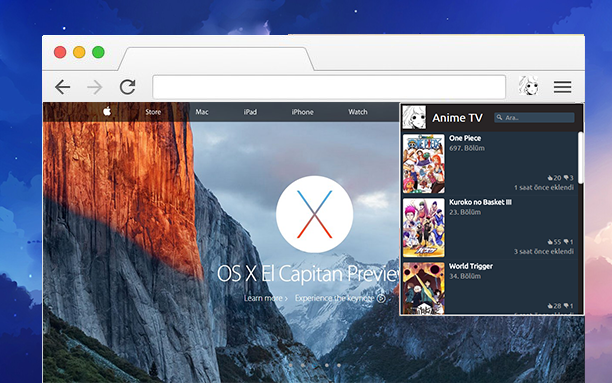 Store Mac iPad iPhone Watch
OS X El Capitan Preview
Learn more > Experience the keynote
Anime TV
Ara..
One Piece
697. Bölüm
20 3
1 saat önce eklendi
Kuroko no Basket III
23. Bölüm
55 1
3 saat önce eklendi
World Trigger
34. Bölüm
28 1